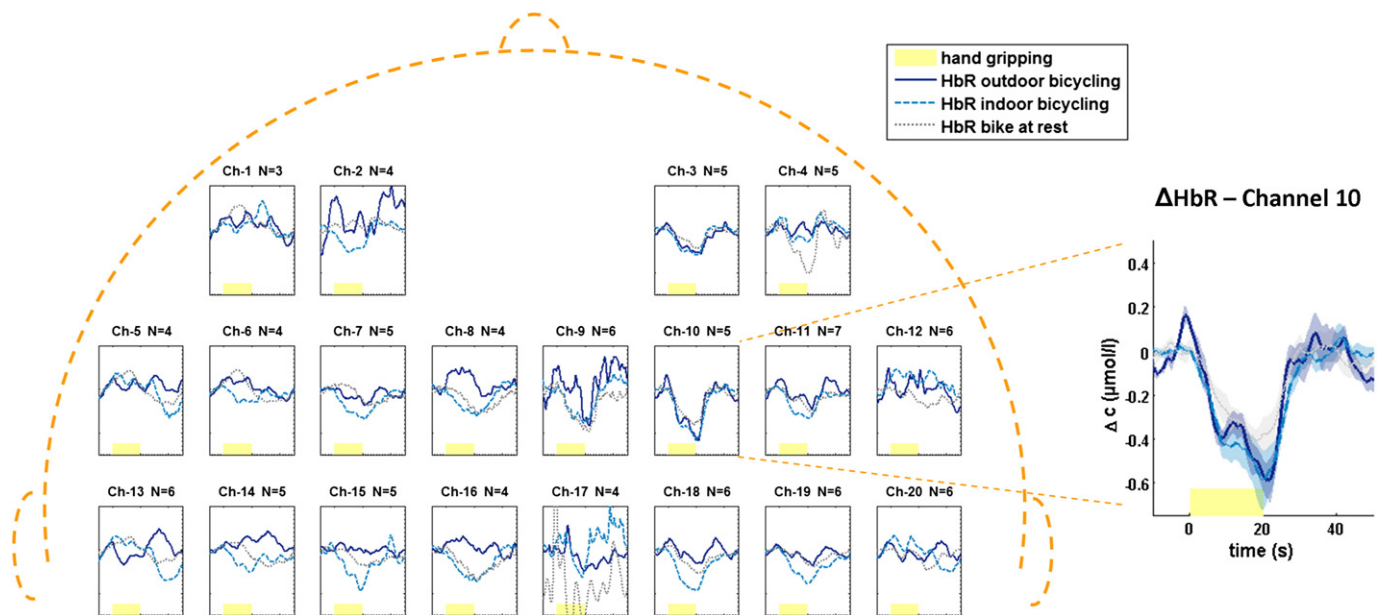 hand gripping
HbR outdoor bicycling
HbR indoor bicycling
HbR bike at rest
Ch-1 N=3
Ch-2 N=4
Ch-3 N=5
Ch-4 N=5
ΔHbR – Channel 10
Ch-5 N=4
Ch-6 N=4
Ch-7 N=5
Ch-8 N=4
Ch-9 N=6
Ch-10 N=5
Ch-11 N=7
Ch-12 N=6
Ch-13 N=6
Ch-14 N=5
Ch-15 N=5
Ch-16 N=4
Ch-17 N=4
Ch-18 N=6
Ch-19 N=6
Ch-20 N=6
Δ c (µmol/l)
0.4
0.2
0
-0.2
-0.4
-0.6
0 20 40
time (s)